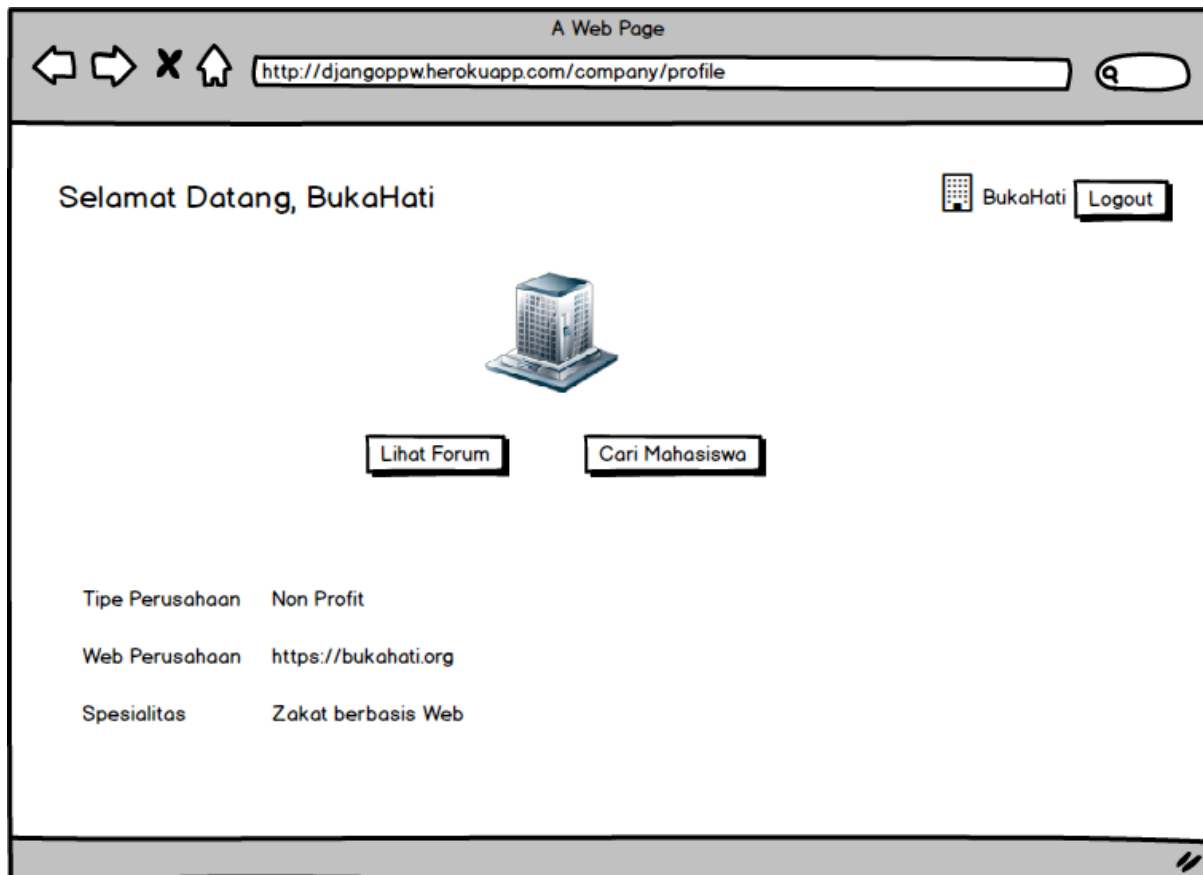 A Web Page
http://djangoppw.herokuapp.com/company/profile
Selamat Datang, BukaHati
BukaHati
Logout
Lihat Forum
Cari Mahasiswa
Tipe Perusahaan Non Profit
Web Perusahaan https://bukahati.org
Spesialitas Zakat berbasis Web